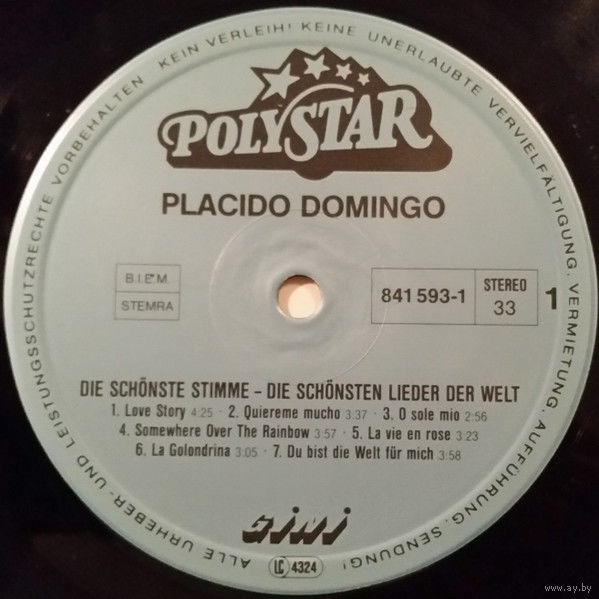 ALLE URHEBER- UND LEISTUNGSSCHUTZRECHTE VORBEHALTEN · KEIN VERLEIH! KEINE UNERLAUBTE VERVIELFÄLTIGUNG, VERMIETUNG, AUFFÜHRUNG, SENDUNG!
POLYSTAR
PLACIDO DOMINGO
B.I.E.M.
STEMRA
841 593-1
STEREO
33
1
DIE SCHÖNSTE STIMME – DIE SCHÖNSTEN LIEDER DER WELT
1. Love Story 4:25 · 2. Quiereme mucho 3:37 · 3. O sole mio 2:56
4. Somewhere Over The Rainbow 3:57 · 5. La vie en rose 3:23
6. La Golondrina 3:05 · 7. Du bist die Welt für mich 3:58
LC 4324
www.ay.by